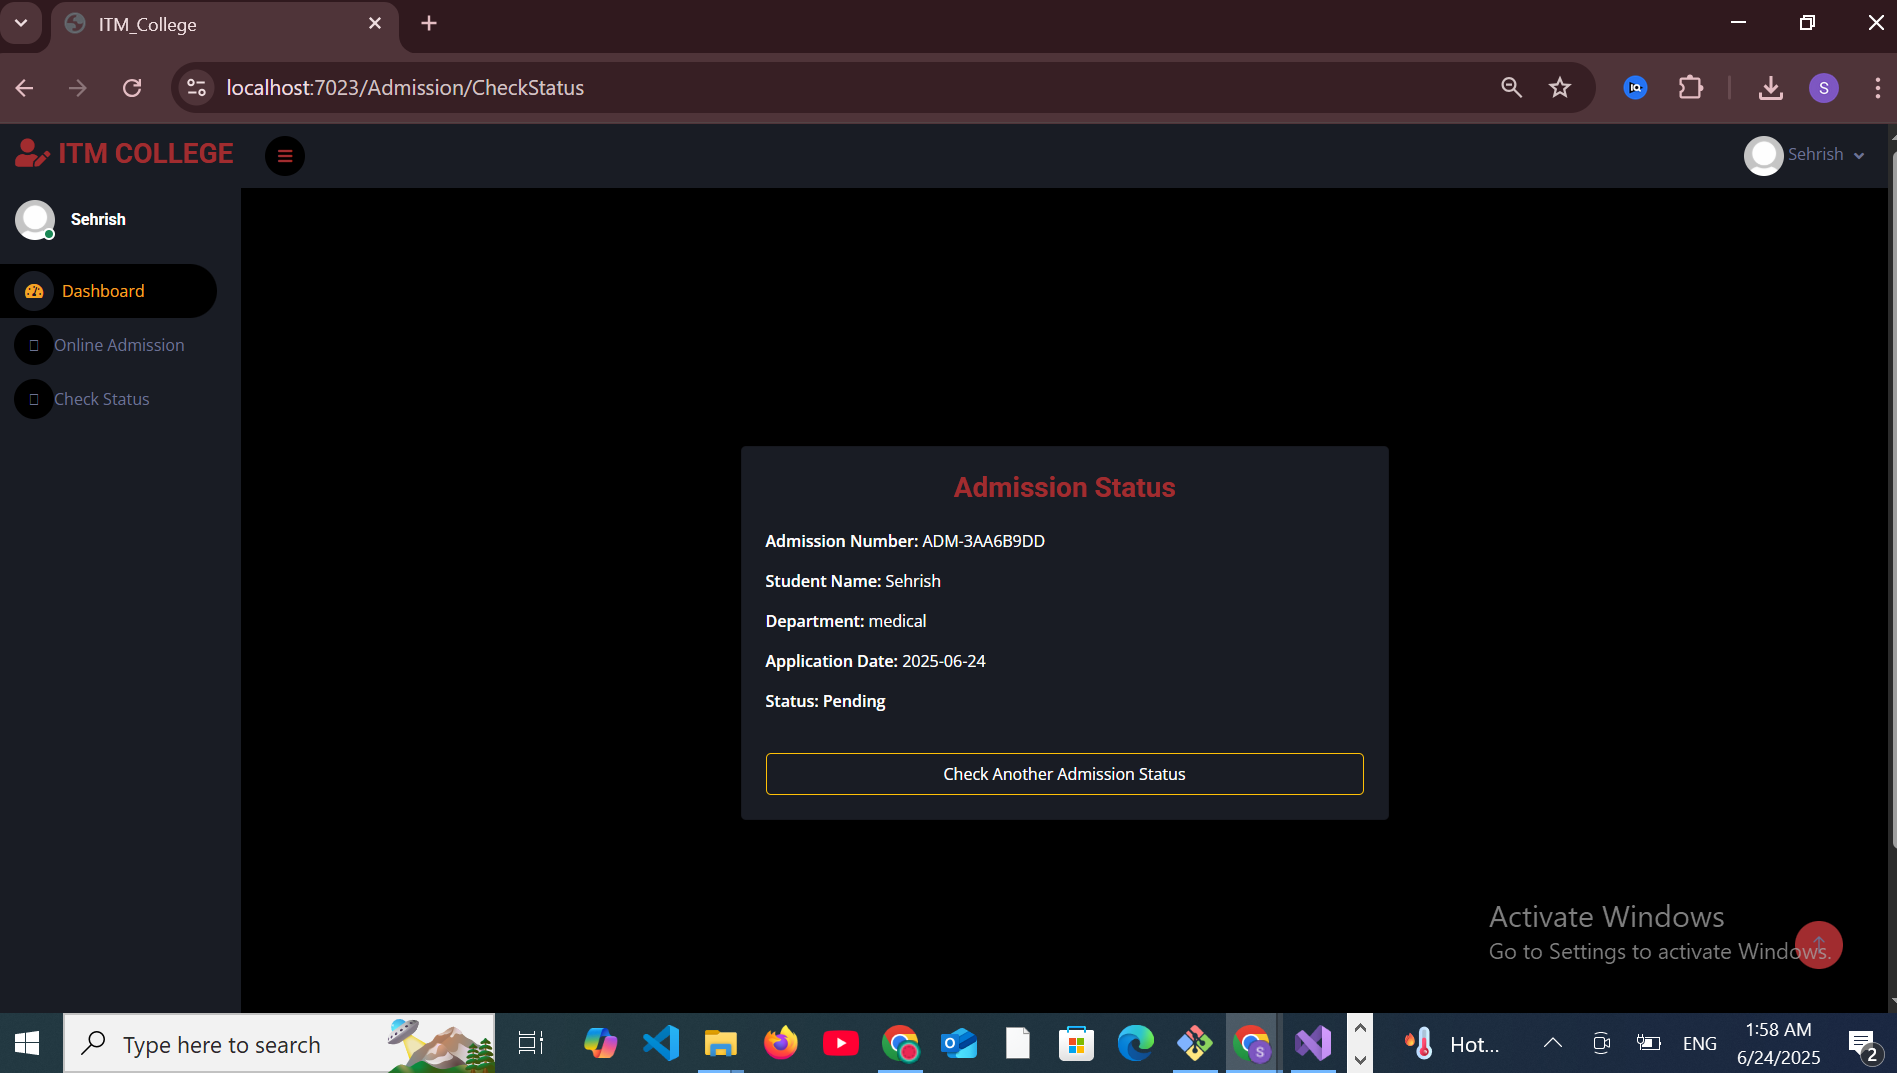 ITM_College
localhost:7023/Admission/CheckStatus
IQ
S
ITM COLLEGE
Sehrish
Sehrish
Dashboard
Online Admission
Check Status
Admission Status
Admission Number: ADM-3AA6B9DD
Student Name: Sehrish
Department: medical
Application Date: 2025-06-24
Status: Pending
Check Another Admission Status
Activate Windows
Go to Settings to activate Windows.
Type here to search
S
Hot...
ENG
1:58 AM
6/24/2025
2